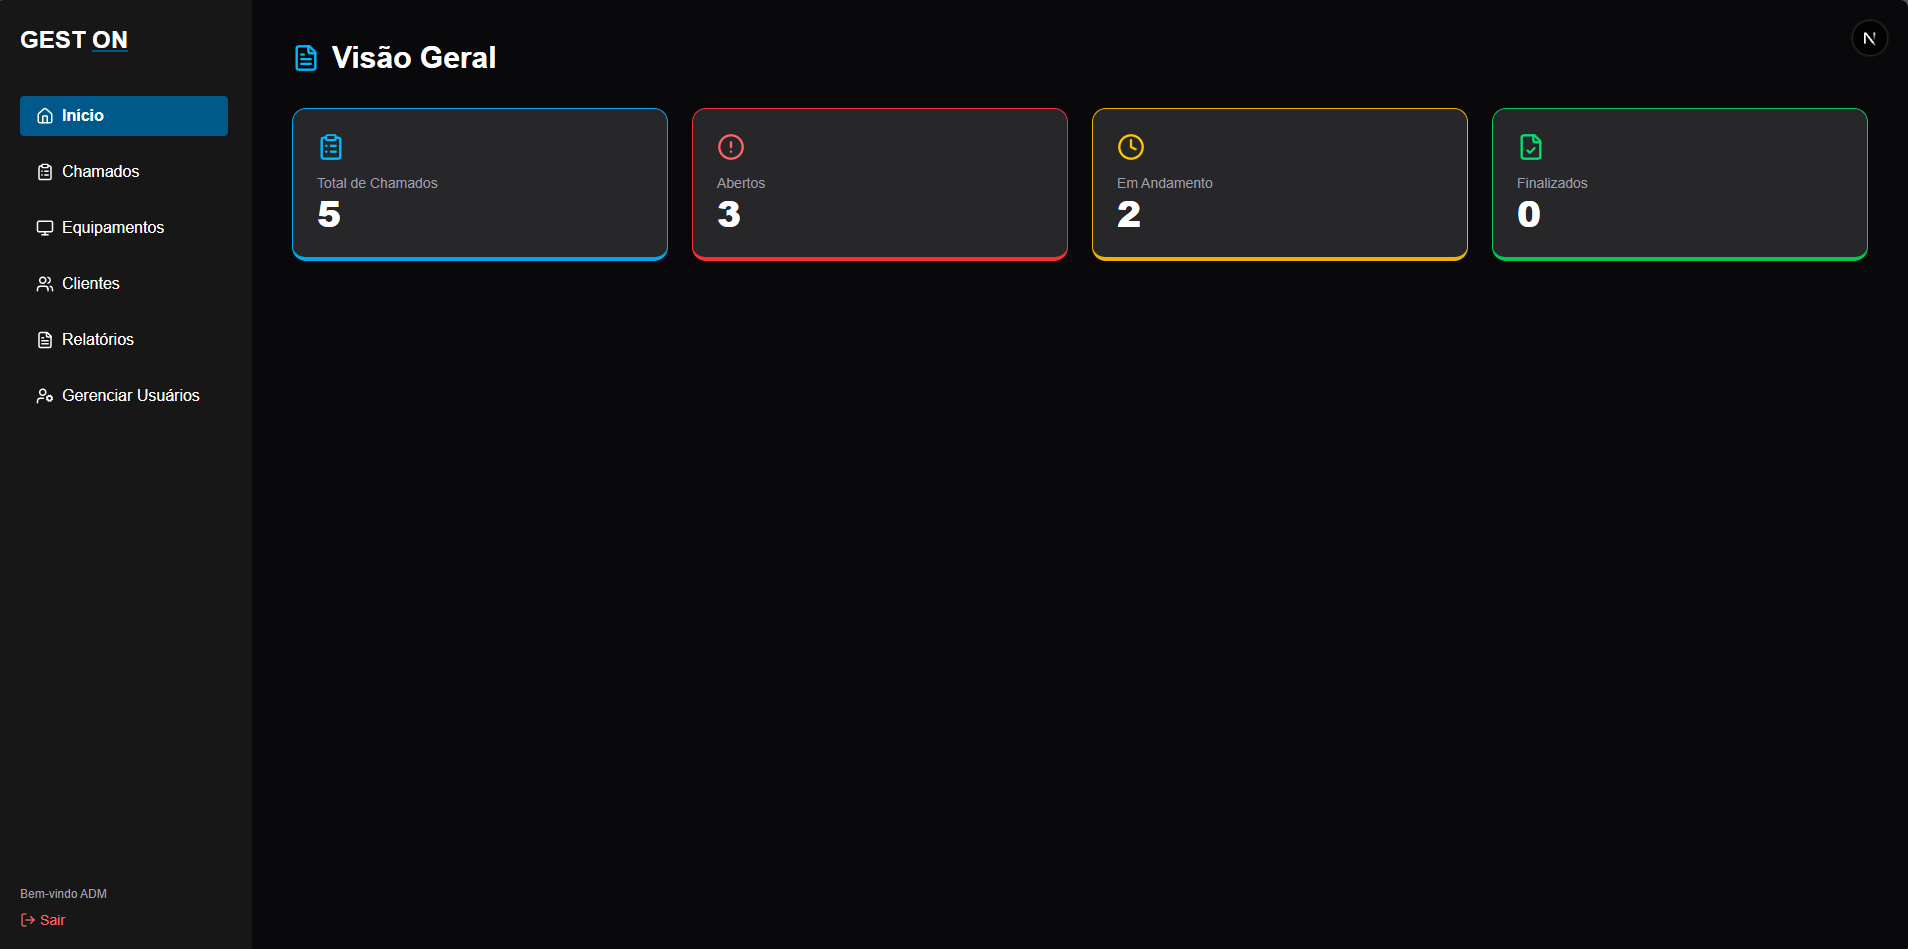 GEST ON
Início
Chamados
Equipamentos
Clientes
Relatórios
Gerenciar Usuários
Bem-vindo ADM
Sair
Visão Geral
N
Total de Chamados
5
Abertos
3
Em Andamento
2
Finalizados
0